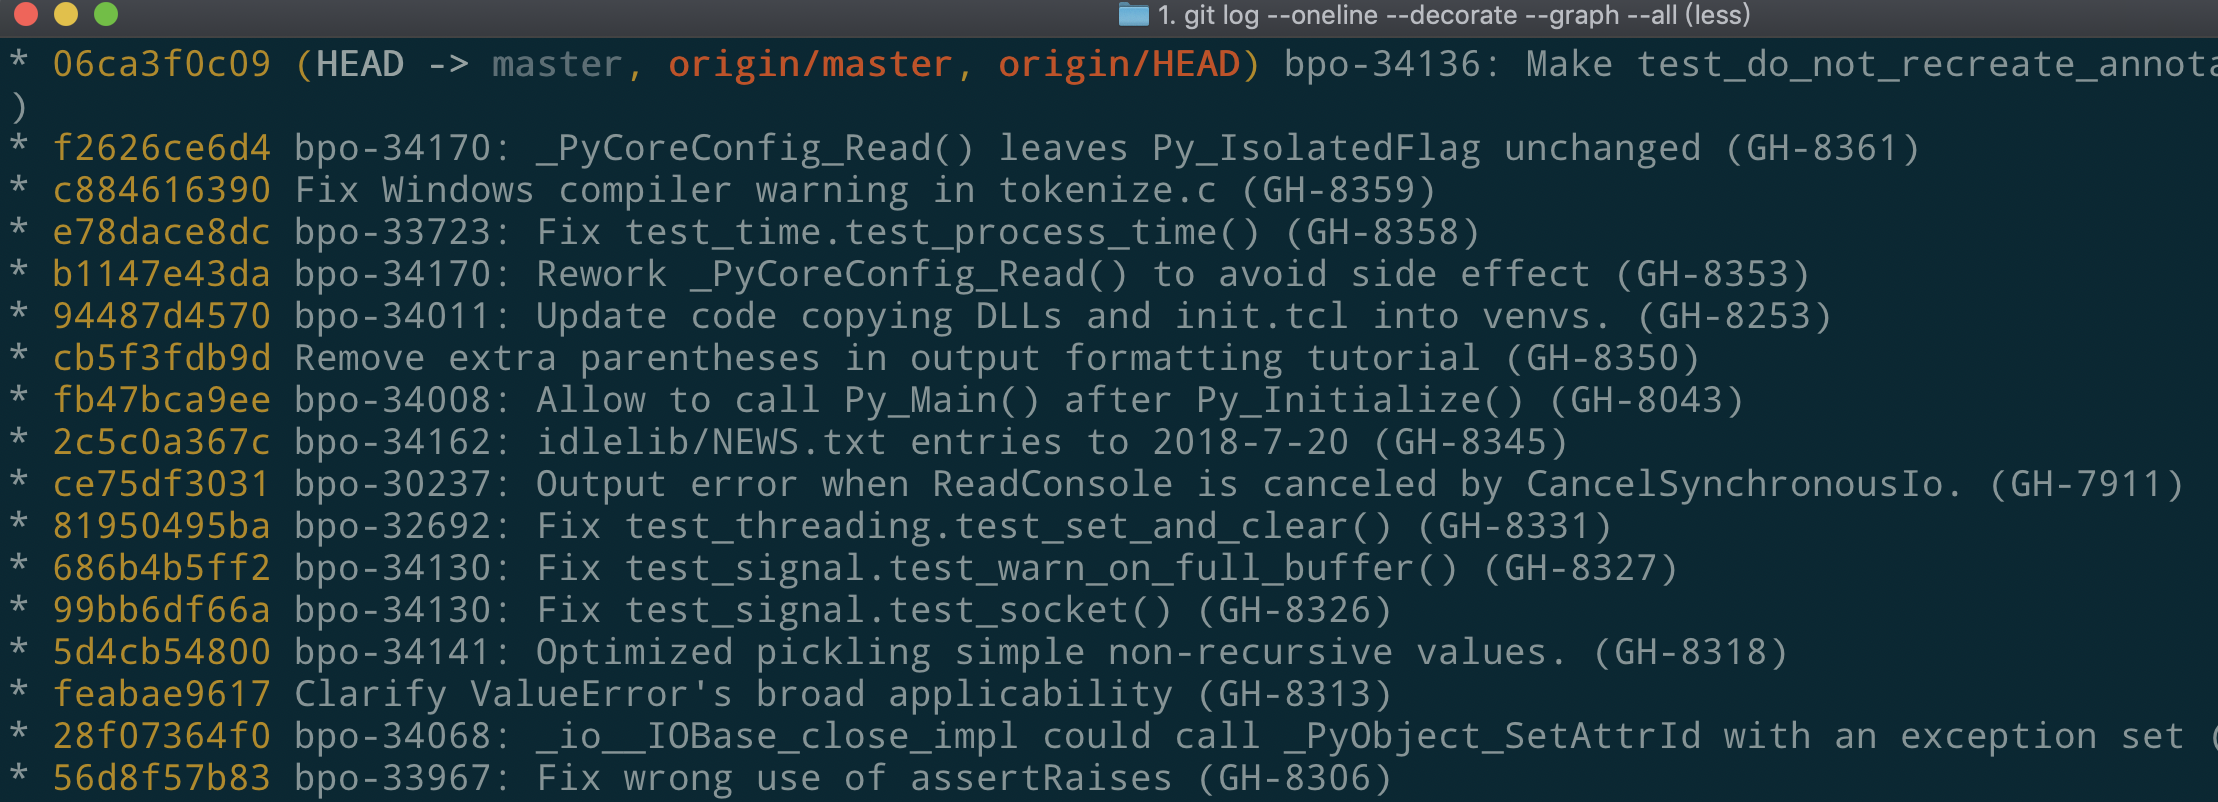 1. git log --oneline --decorate --graph --all (less)
* 06ca3f0c09 (HEAD -> master, origin/master, origin/HEAD) bpo-34136: Make test_do_not_recreate_annota
)
* f2626ce6d4 bpo-34170: _PyCoreConfig_Read() leaves Py_IsolatedFlag unchanged (GH-8361)
* c884616390 Fix Windows compiler warning in tokenize.c (GH-8359)
* e78dace8dc bpo-33723: Fix test_time.test_process_time() (GH-8358)
* b1147e43da bpo-34170: Rework _PyCoreConfig_Read() to avoid side effect (GH-8353)
* 94487d4570 bpo-34011: Update code copying DLLs and init.tcl into venvs. (GH-8253)
* cb5f3fdb9d Remove extra parentheses in output formatting tutorial (GH-8350)
* fb47bca9ee bpo-34008: Allow to call Py_Main() after Py_Initialize() (GH-8043)
* 2c5c0a367c bpo-34162: idlelib/NEWS.txt entries to 2018-7-20 (GH-8345)
* ce75df3031 bpo-30237: Output error when ReadConsole is canceled by CancelSynchronousIo. (GH-7911)
* 81950495ba bpo-32692: Fix test_threading.test_set_and_clear() (GH-8331)
* 686b4b5ff2 bpo-34130: Fix test_signal.test_warn_on_full_buffer() (GH-8327)
* 99bb6df66a bpo-34130: Fix test_signal.test_socket() (GH-8326)
* 5d4cb54800 bpo-34141: Optimized pickling simple non-recursive values. (GH-8318)
* feabae9617 Clarify ValueError's broad applicability (GH-8313)
* 28f07364f0 bpo-34068: _io__IOBase_close_impl could call _PyObject_SetAttrId with an exception set (
* 56d8f57b83 bpo-33967: Fix wrong use of assertRaises (GH-8306)